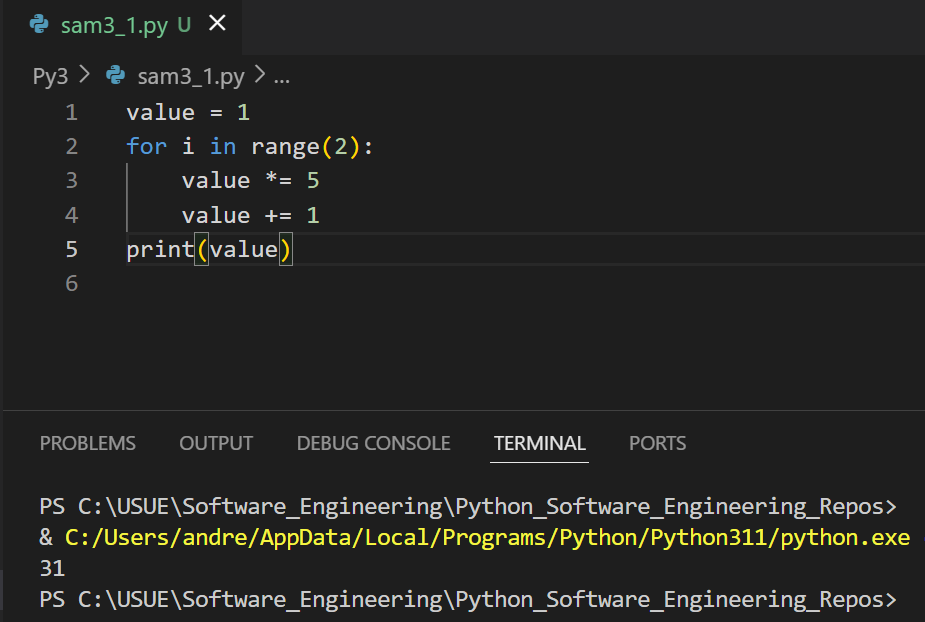 sam3_1.py U ×
Py3 > sam3_1.py > ...
1 value = 1
2 for i in range(2):
3     value *= 5
4     value += 1
5 print(value)
6
PROBLEMS OUTPUT DEBUG CONSOLE TERMINAL PORTS
PS C:\USUE\Software_Engineering\Python_Software_Engineering_Repos>
& C:/Users/andre/AppData/Local/Programs/Python/Python311/python.exe
31
PS C:\USUE\Software_Engineering\Python_Software_Engineering_Repos>